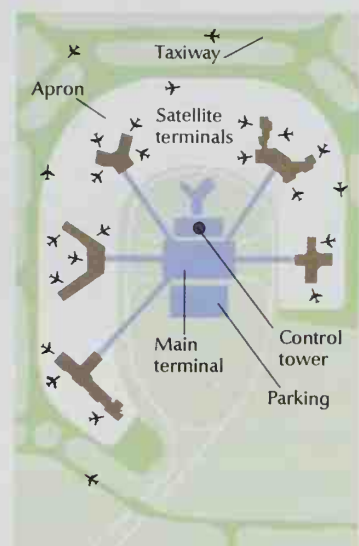 Taxiway
Apron
Satellite
terminals
Main
terminal
Control
tower
Parking